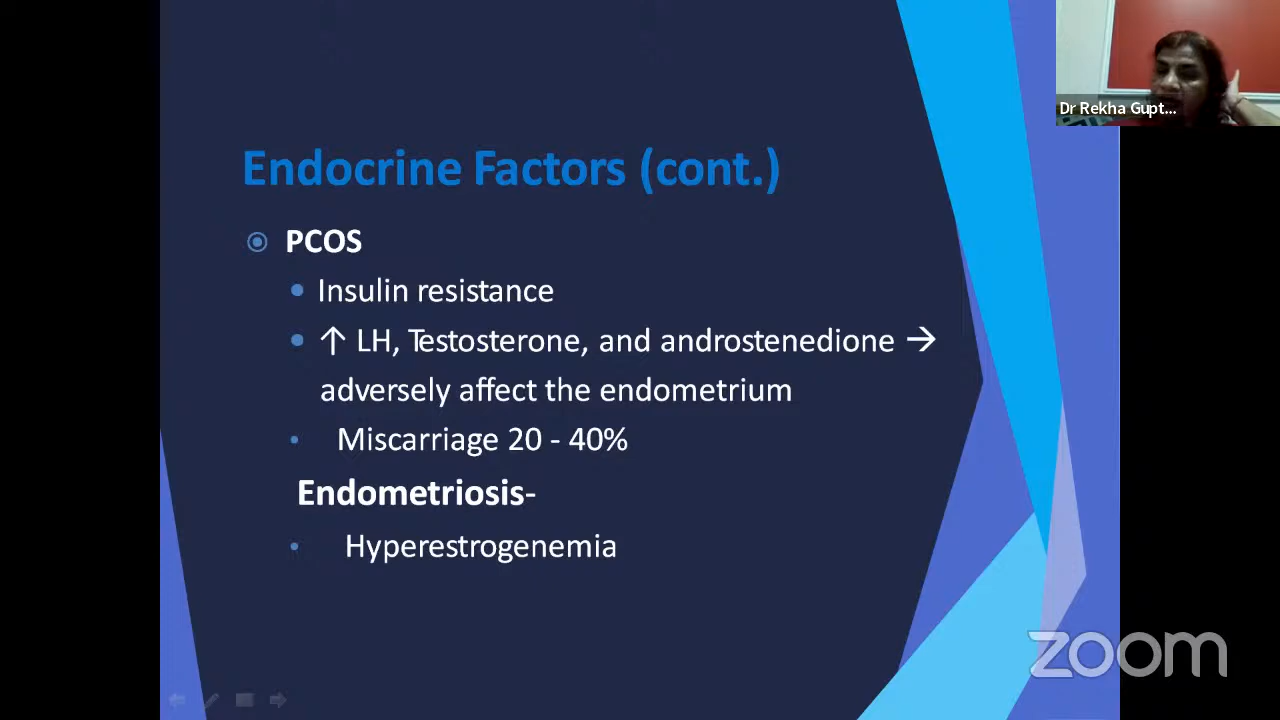 Dr Rekha Gupt...
Endocrine Factors (cont.)
PCOS
Insulin resistance
↑ LH, Testosterone, and androstenedione →
adversely affect the endometrium
Miscarriage 20 - 40%
Endometriosis-
Hyperestrogenemia
zoom